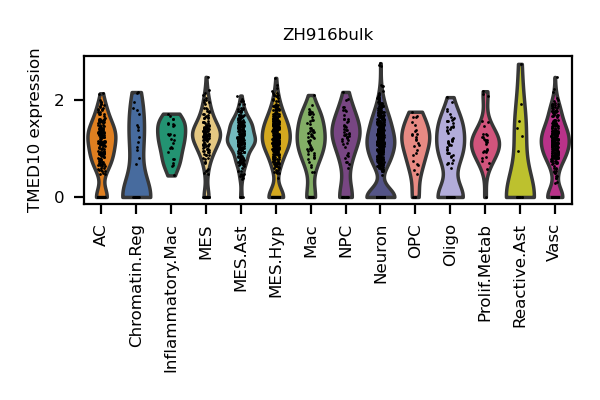 ZH916bulk
TMED10 expression
2
0
AC
Chromatin.Reg
Inflammatory.Mac
MES
MES.Ast
MES.Hyp
Mac
NPC
Neuron
OPC
Oligo
Prolif.Metab
Reactive.Ast
Vasc